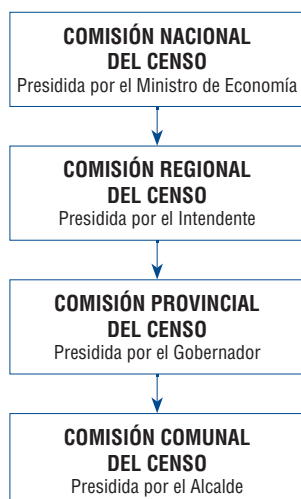 COMISIÓN NACIONAL
DEL CENSO
Presidida por el Ministro de Economía
COMISIÓN REGIONAL
DEL CENSO
Presidida por el Intendente
COMISIÓN PROVINCIAL
DEL CENSO
Presidida por el Gobernador
COMISIÓN COMUNAL
DEL CENSO
Presidida por el Alcalde